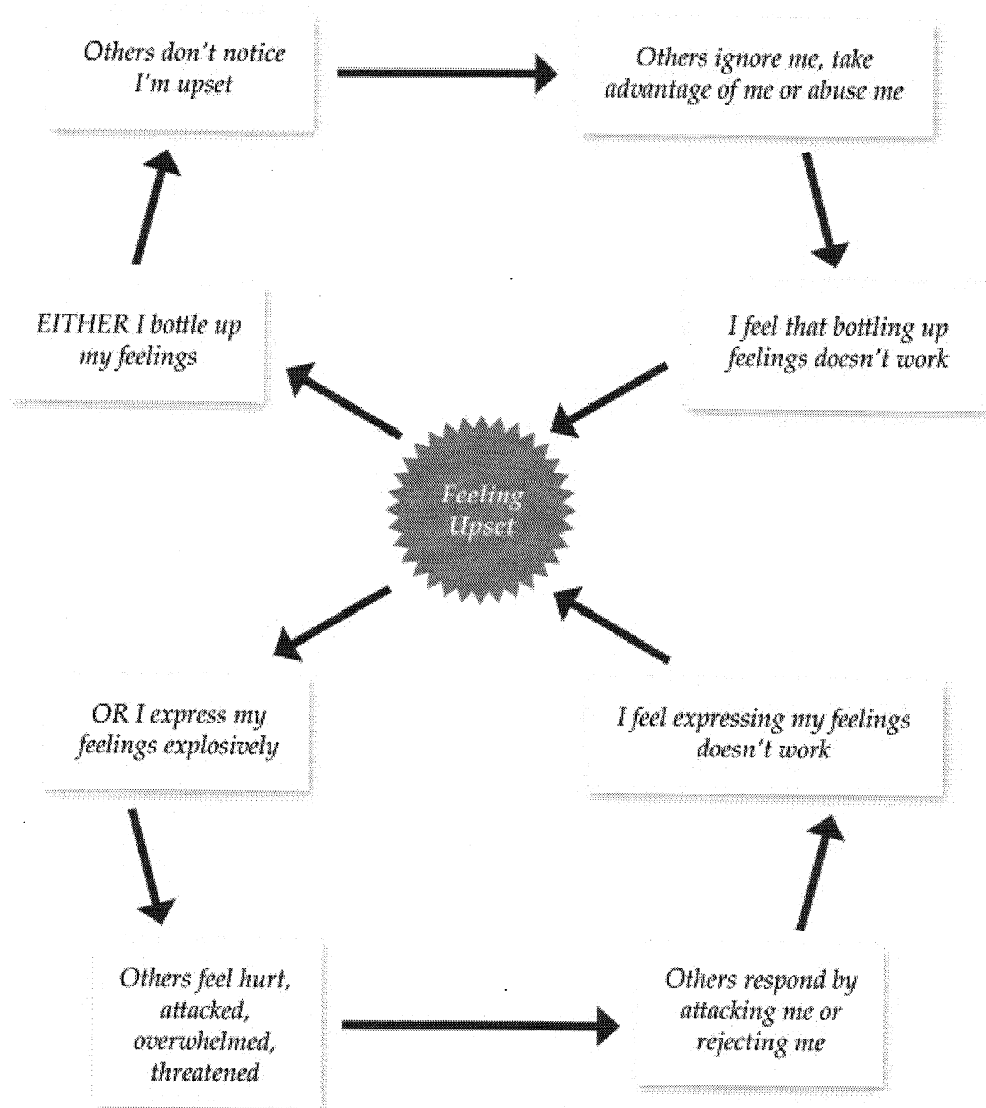 Others don't notice
I'm upset
Others ignore me, take
advantage of me or abuse me
EITHER I bottle up
my feelings
I feel that bottling up
feelings doesn't work
Feeling
Upset
OR I express my
feelings explosively
I feel expressing my feelings
doesn't work
Others feel hurt,
attacked,
overwhelmed,
threatened
Others respond by
attacking me or
rejecting me